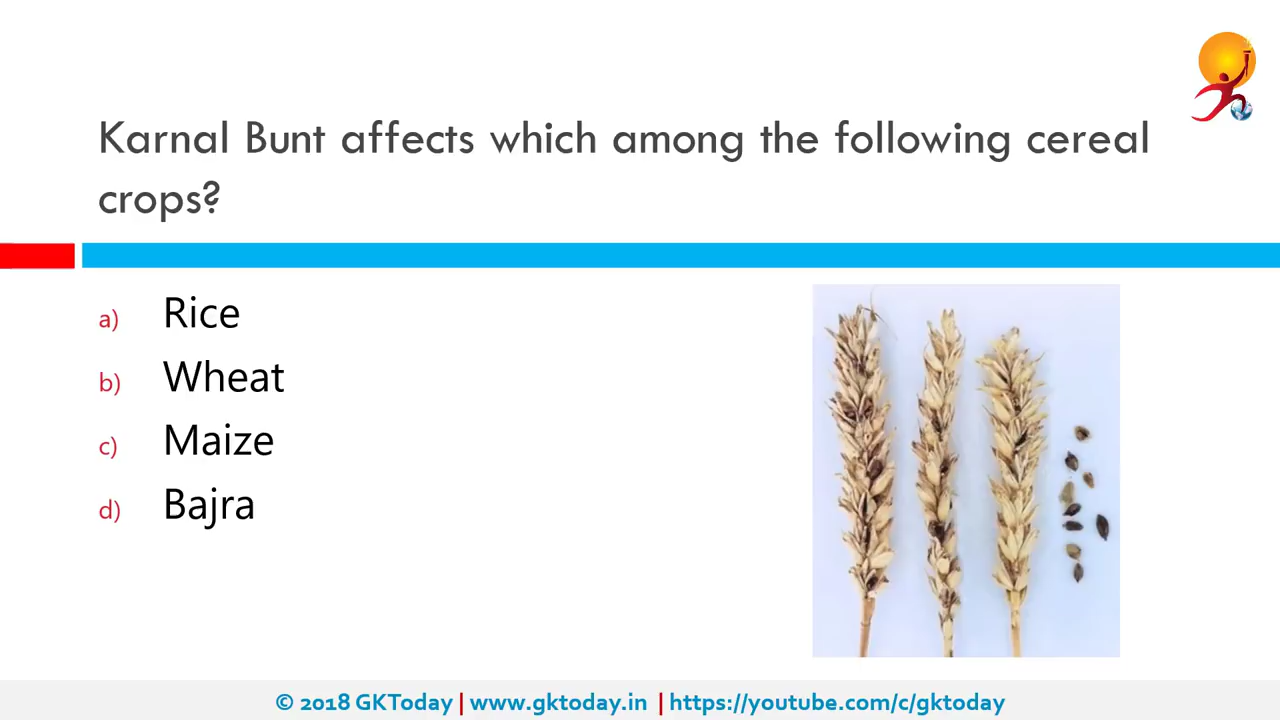 Karnal Bunt affects which among the following cereal
crops?
a) Rice
b) Wheat
c) Maize
d) Bajra
© 2018 GKToday | www.gktoday.in | https://youtube.com/c/gktoday